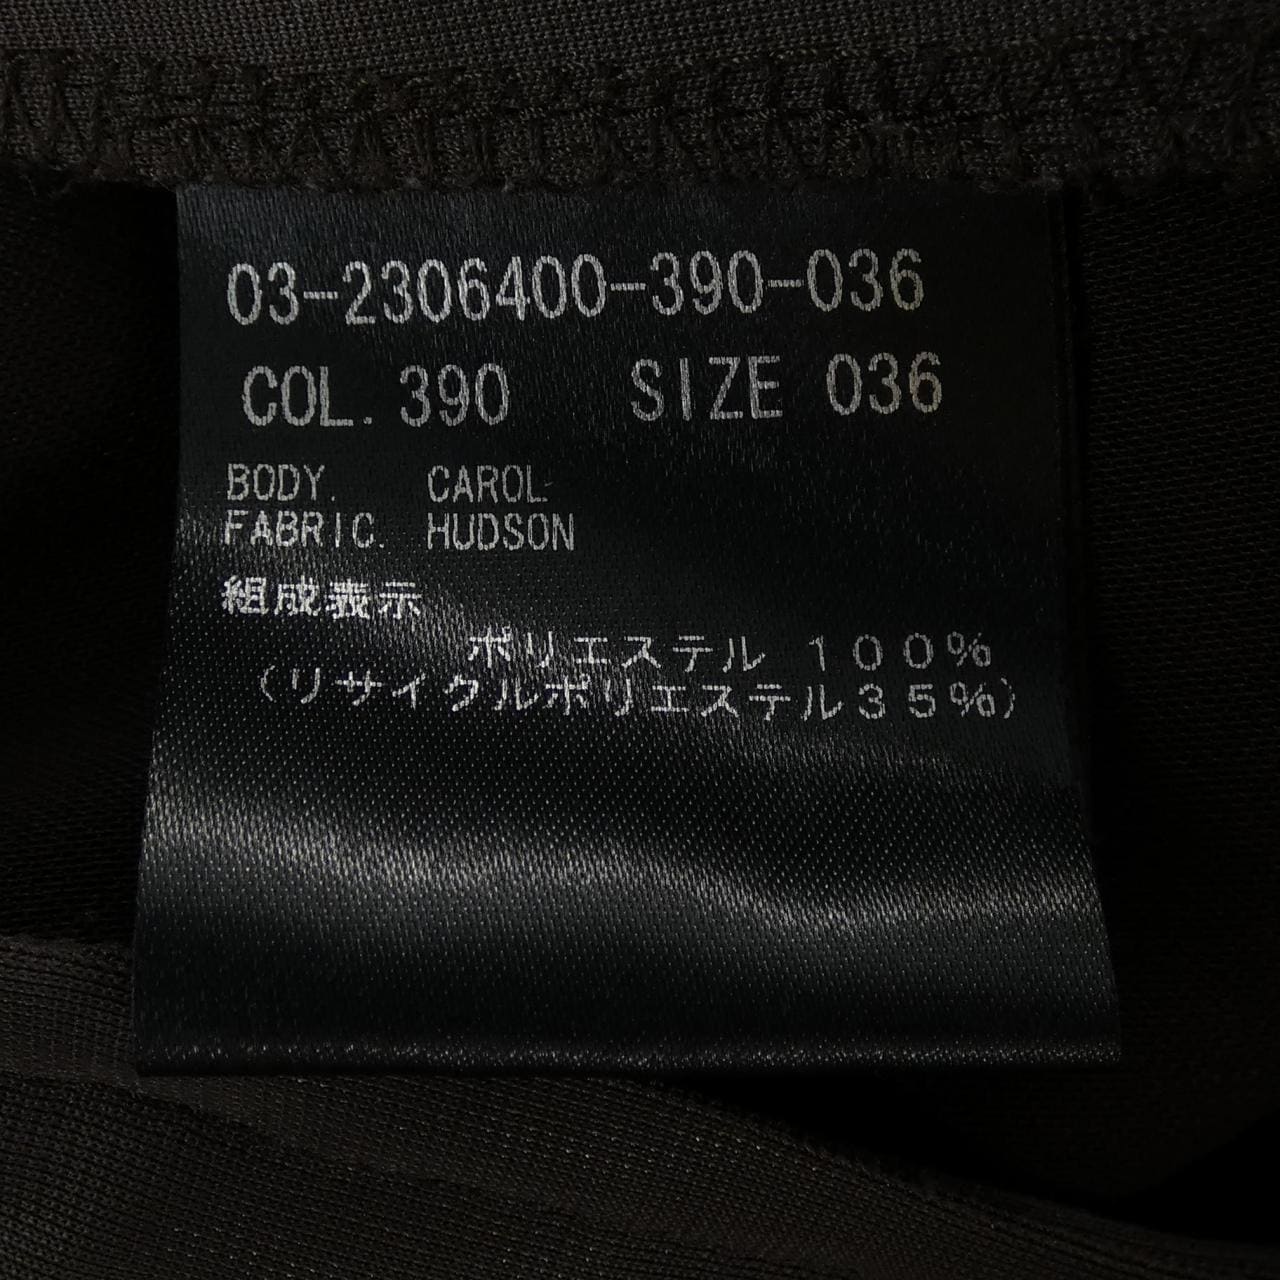 03-2306400-390-036
COL. 390 SIZE 036
BODY. CAROL
FABRIC. HUDSON
組成表示
ポリエステル 100%
(リサイクルポリエステル35%)